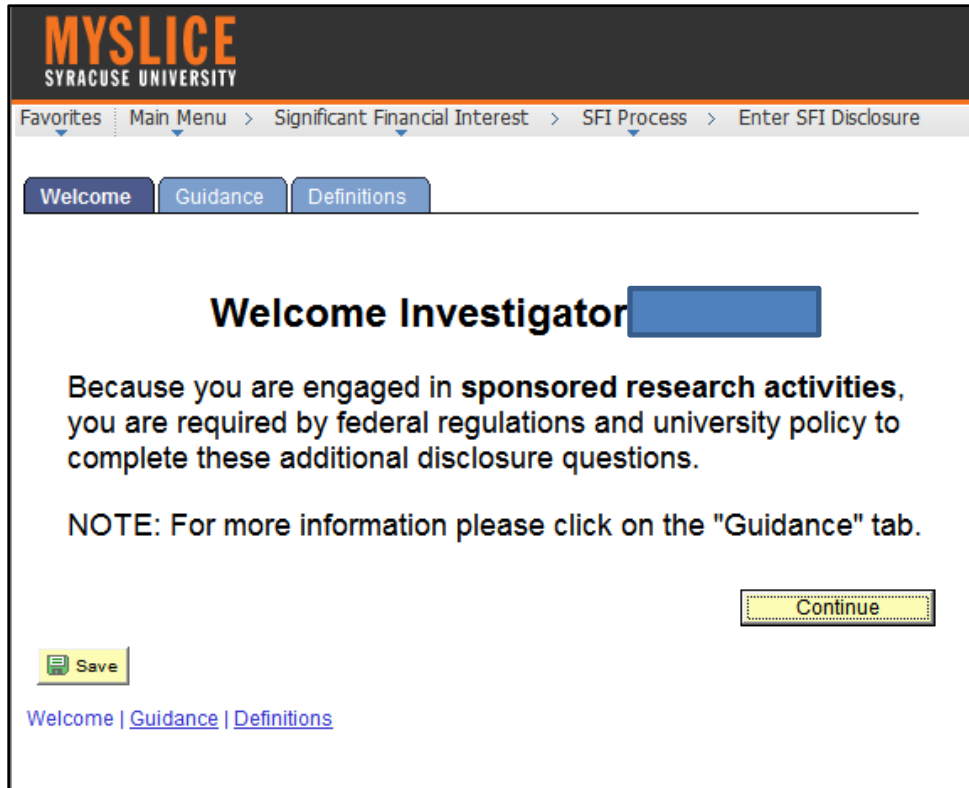 MYSLICE
SYRACUSE UNIVERSITY
Favorites Main Menu > Significant Financial Interest > SFI Process > Enter SFI Disclosure
Welcome Guidance Definitions
Welcome Investigator
Because you are engaged in sponsored research activities,
you are required by federal regulations and university policy to
complete these additional disclosure questions.
NOTE: For more information please click on the "Guidance" tab.
Continue
Save
Welcome | Guidance | Definitions